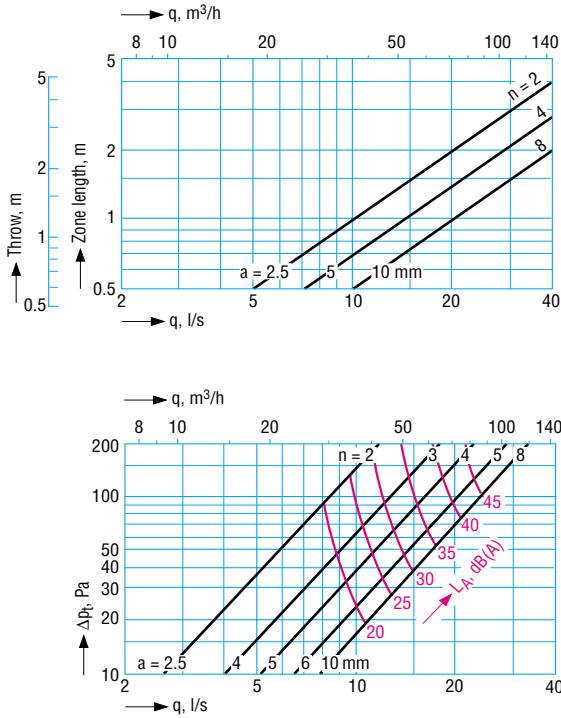 q, m³/h
8 10 20 50 100 140
5 5
n = 2
4
2 2
8
1 1
Throw, m
Zone length, m
a = 2.5 5 10 mm
0.5 0.5
2 5 10 20 40
q, l/s
q, m³/h
8 10 20 50 100 140
200 n = 2 3 4 5 8
100
45
40
50 35
40 30
L_A, dB(A)
30
25
20 20
Δpₜ, Pa
a = 2.5 4 5 6 10 mm
10
2 5 10 20 40
q, l/s